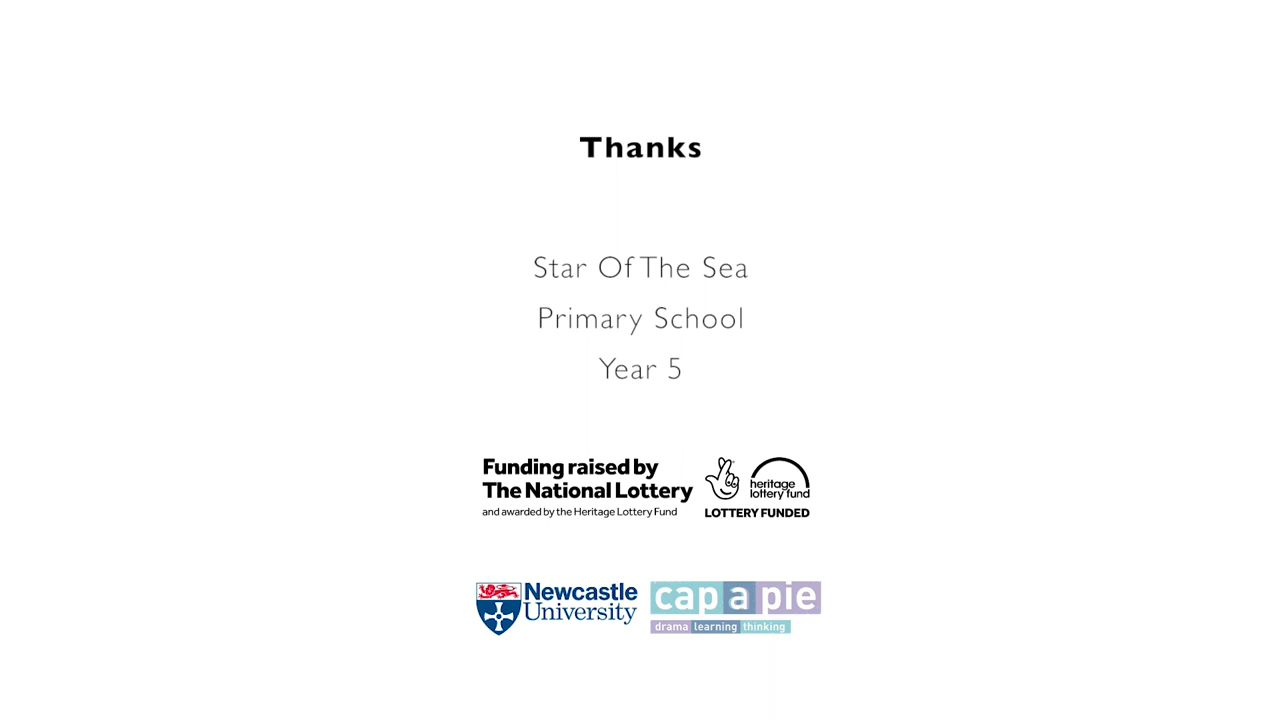 Thanks
Star Of The Sea
Primary School
Year 5
Funding raised by
The National Lottery
and awarded by the Heritage Lottery Fund
heritage
lottery fund
LOTTERY FUNDED
Newcastle
University
cap a pie
drama learning thinking